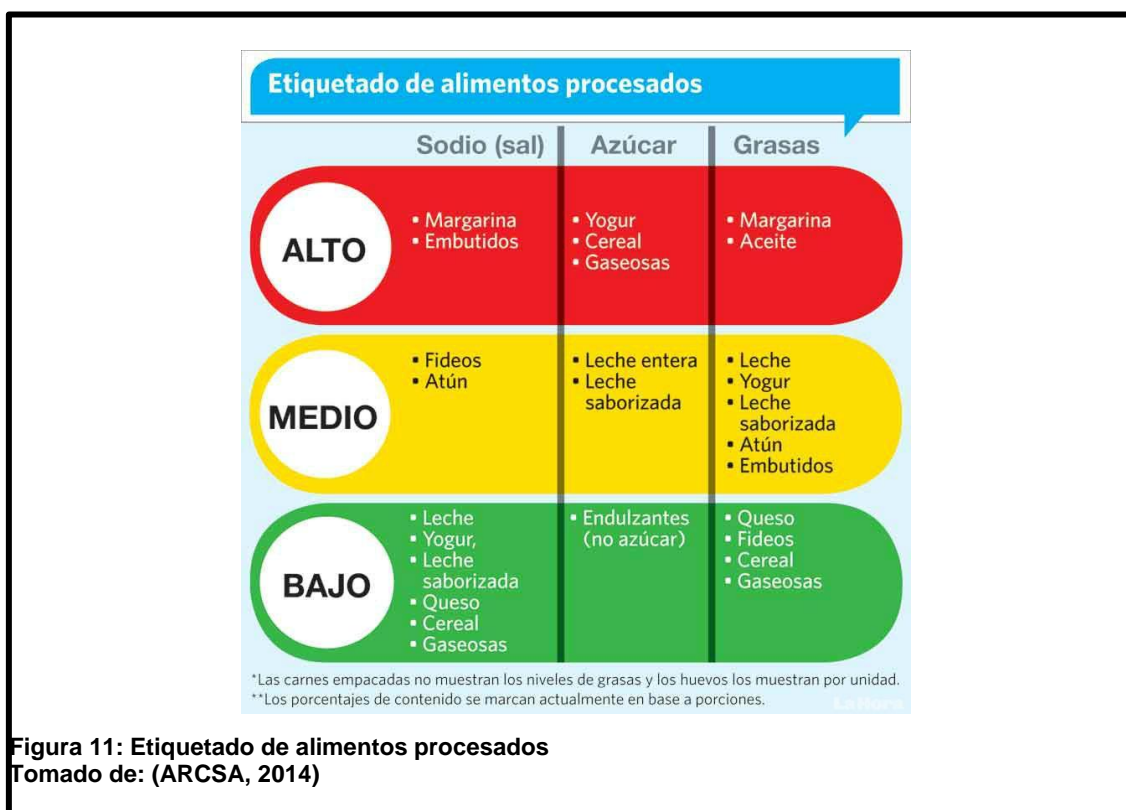 Etiquetado de alimentos procesados
Sodio (sal)
Azúcar
Grasas
ALTO
• Margarina
• Embutidos
• Yogur
• Cereal
• Gaseosas
• Margarina
• Aceite
MEDIO
• Fideos
• Atún
• Leche entera
• Leche
saborizada
• Leche
• Yogur
• Leche
saborizada
• Atún
• Embutidos
BAJO
• Leche
• Yogur,
• Leche
saborizada
• Queso
• Cereal
• Gaseosas
• Endulzantes
(no azúcar)
• Queso
• Fideos
• Cereal
• Gaseosas
*Las carnes empacadas no muestran los niveles de grasas y los huevos los muestran por unidad.
**Los porcentajes de contenido se marcan actualmente en base a porciones.
La Hora
Figura 11: Etiquetado de alimentos procesados
Tomado de: (ARCSA, 2014)